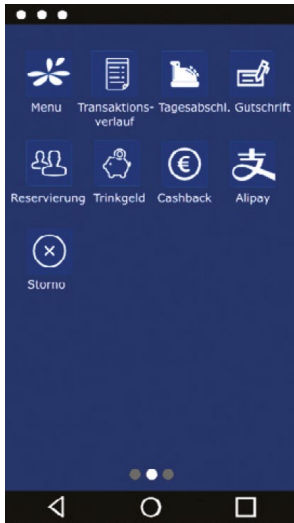 Menu Transaktions- Tagesabschl. Gutschrift
verlauf
Reservierung Trinkgeld Cashback Alipay
Storno